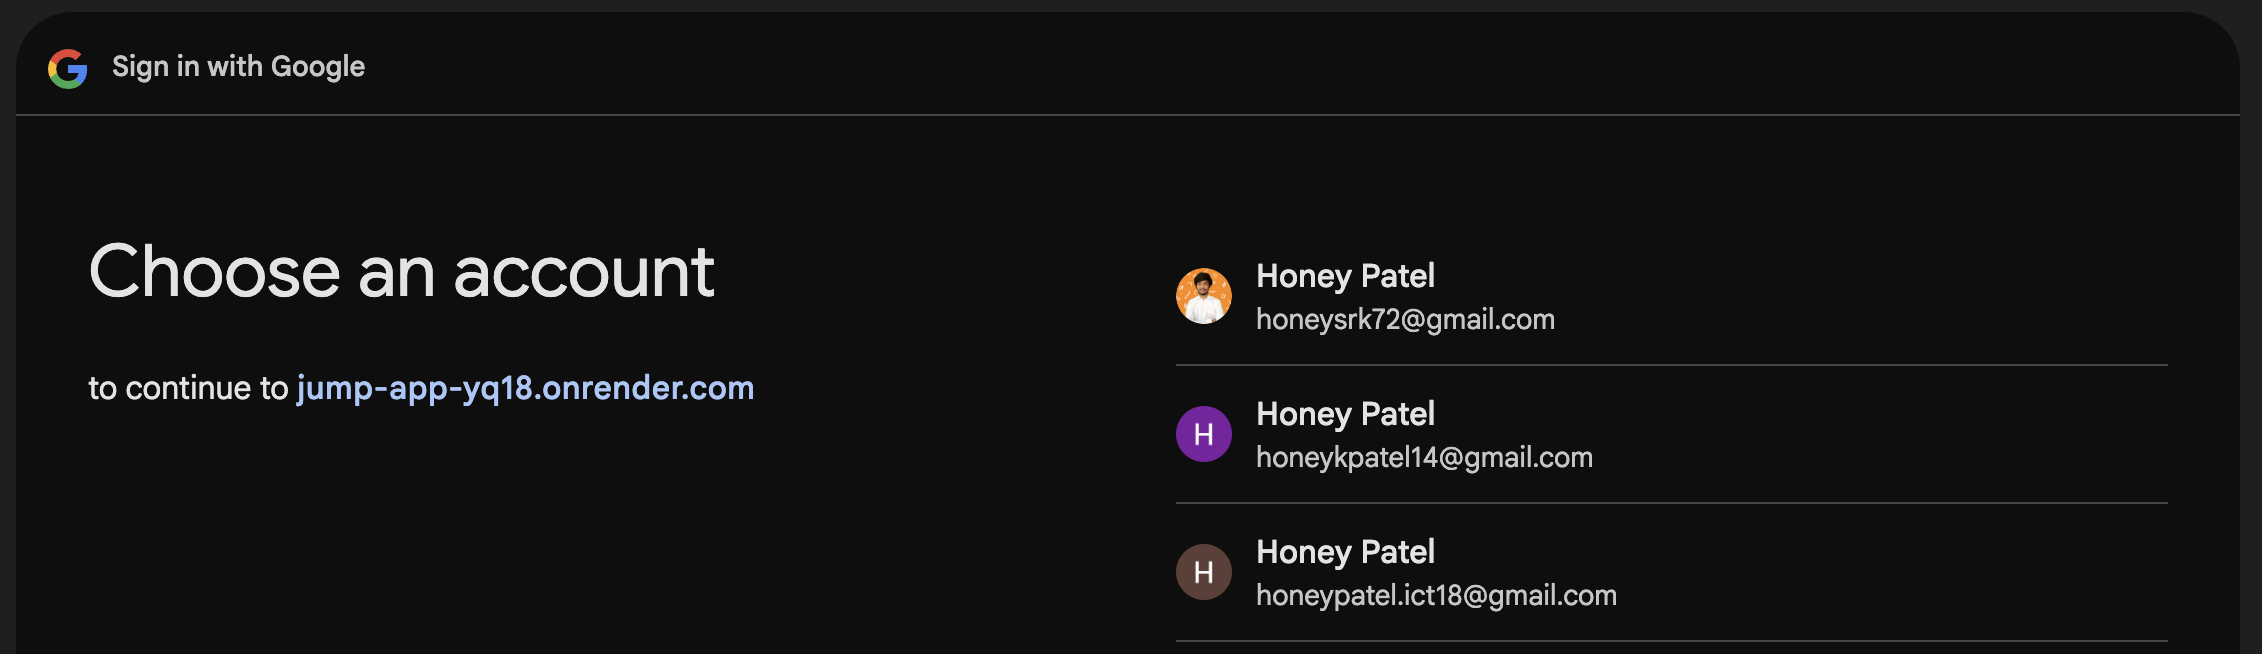 Sign in with Google
Choose an account
to continue to jump-app-yq18.onrender.com
Honey Patel
honeysrk72@gmail.com
H
Honey Patel
honeykpatel14@gmail.com
H
Honey Patel
honeypatel.ict18@gmail.com